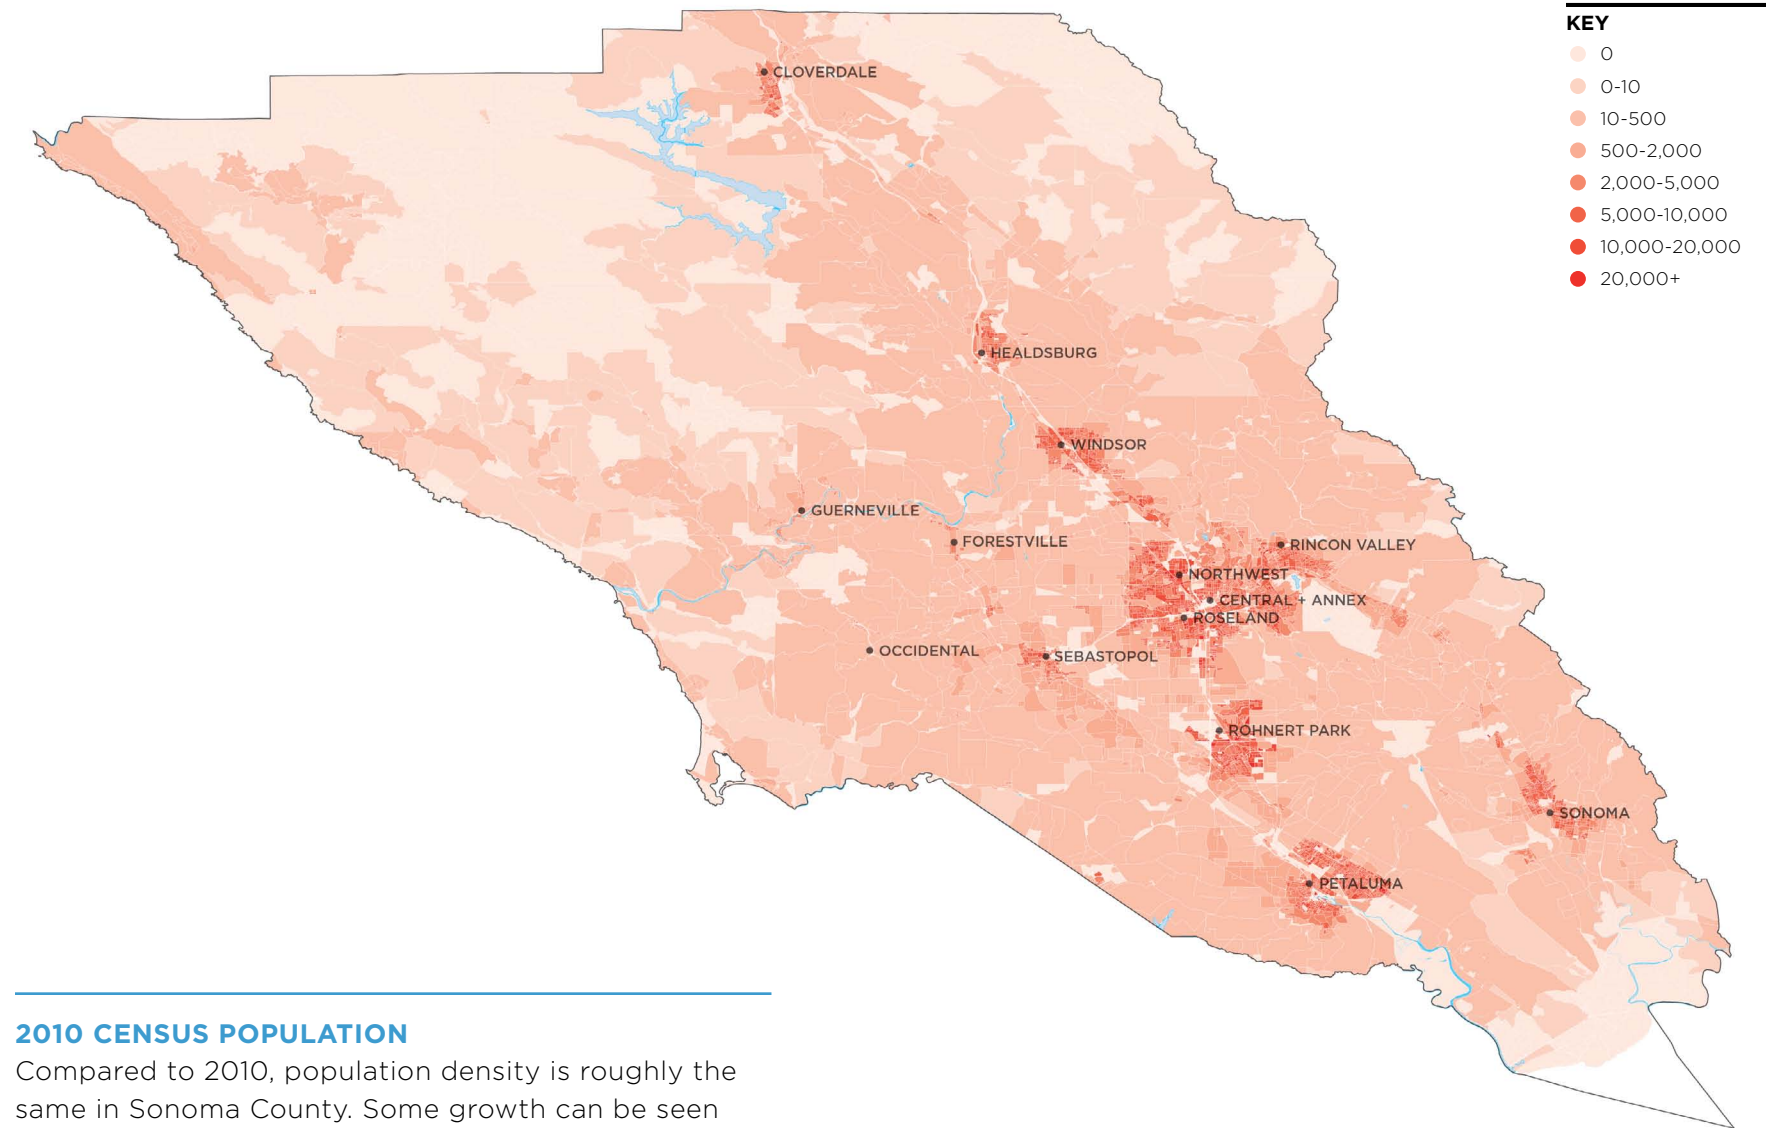 KEY
0
0-10
10-500
500-2,000
2,000-5,000
5,000-10,000
10,000-20,000
20,000+
CLOVERDALE
HEALDSBURG
WINDSOR
GUERNEVILLE
FORESTVILLE
RINCON VALLEY
NORTHWEST
CENTRAL + ANNEX
ROSELAND
OCCIDENTAL
SEBASTOPOL
ROHNERT PARK
SONOMA
PETALUMA
2010 CENSUS POPULATION
Compared to 2010, population density is roughly the
same in Sonoma County. Some growth can be seen